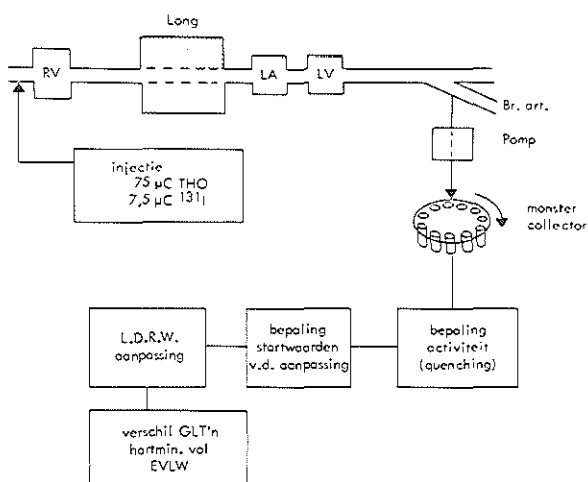 Long
RV
LA
LV
Br. art.
Pomp
injectie
75 µC THO
7,5 µC 131I
monster
collector
L.D.R.W.
aanpassing
bepaling
startwaarden
v.d. aanpassing
bepaling
activiteit
(quenching)
verschil GLT'n
hartmin. vol
EVLW